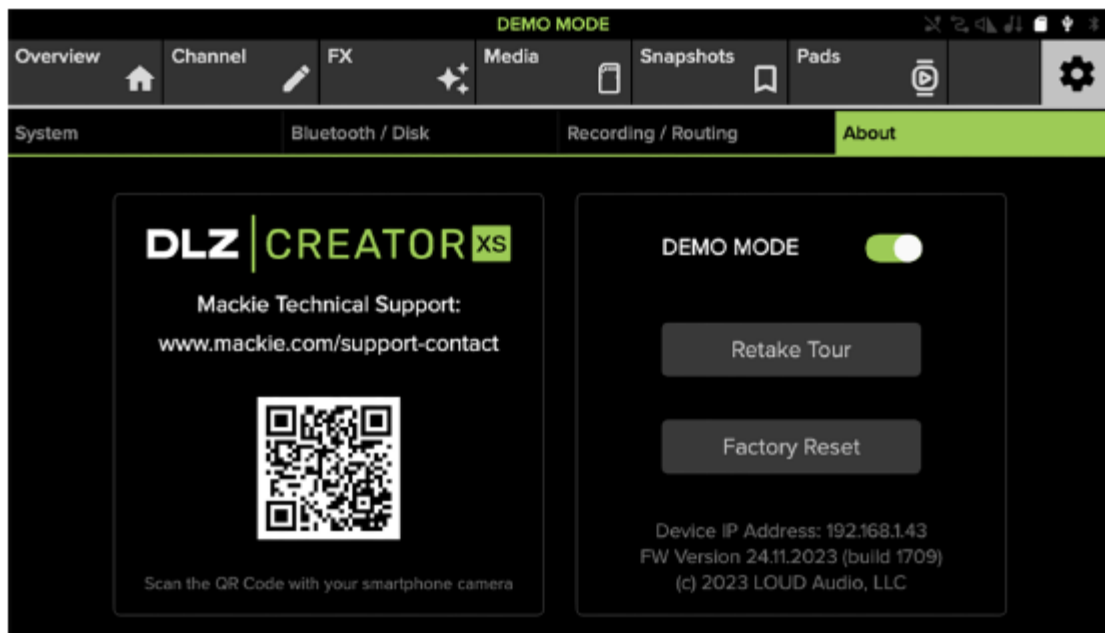 DEMO MODE
Overview
Channel
FX
Media
Snapshots
Pads
System
Bluetooth / Disk
Recording / Routing
About
DLZ CREATOR XS
Mackie Technical Support:
www.mackie.com/support-contact
Scan the QR Code with your smartphone camera
DEMO MODE
Retake Tour
Factory Reset
Device IP Address: 192.168.1.43
FW Version 24.11.2023 (build 1709)
(c) 2023 LOUD Audio, LLC